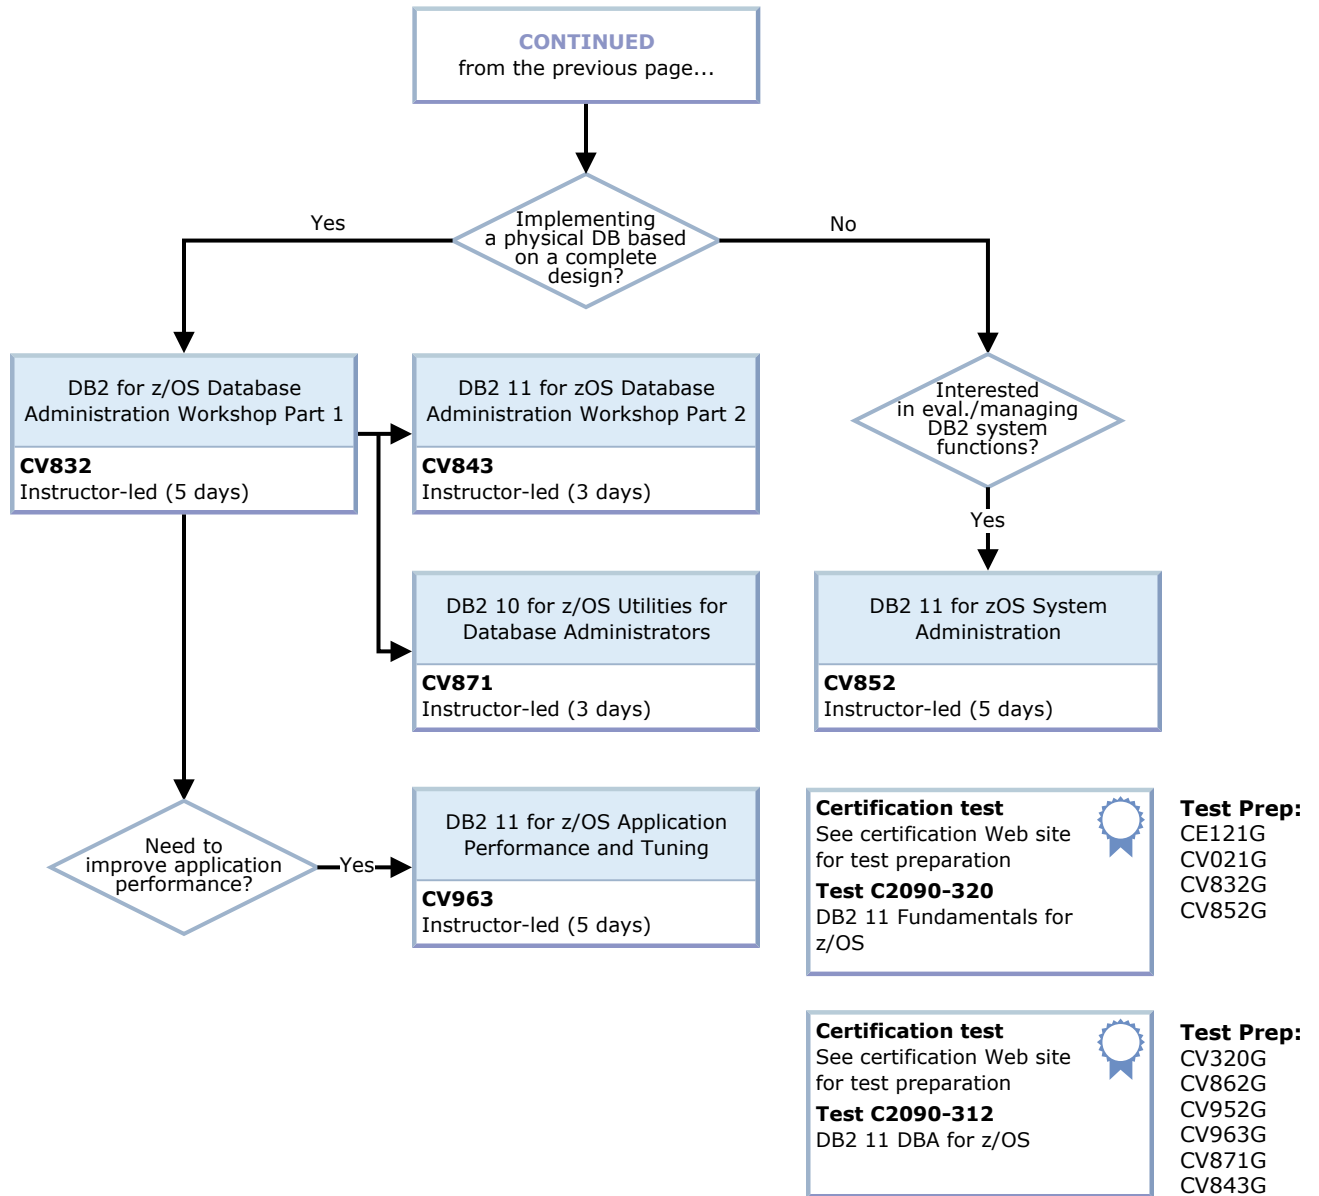 CONTINUED
from the previous page...
Implementing
a physical DB based
on a complete
design?
Yes
No
DB2 for z/OS Database
Administration Workshop Part 1
CV832
Instructor-led (5 days)
DB2 11 for zOS Database
Administration Workshop Part 2
CV843
Instructor-led (3 days)
Interested
in eval./managing
DB2 system
functions?
Yes
DB2 10 for z/OS Utilities for
Database Administrators
CV871
Instructor-led (3 days)
DB2 11 for zOS System
Administration
CV852
Instructor-led (5 days)
Need to
improve application
performance?
Yes
DB2 11 for z/OS Application
Performance and Tuning
CV963
Instructor-led (5 days)
Certification test
See certification Web site
for test preparation
Test C2090-320
DB2 11 Fundamentals for
z/OS
Test Prep:
CE121G
CV021G
CV832G
CV852G
Certification test
See certification Web site
for test preparation
Test C2090-312
DB2 11 DBA for z/OS
Test Prep:
CV320G
CV862G
CV952G
CV963G
CV871G
CV843G